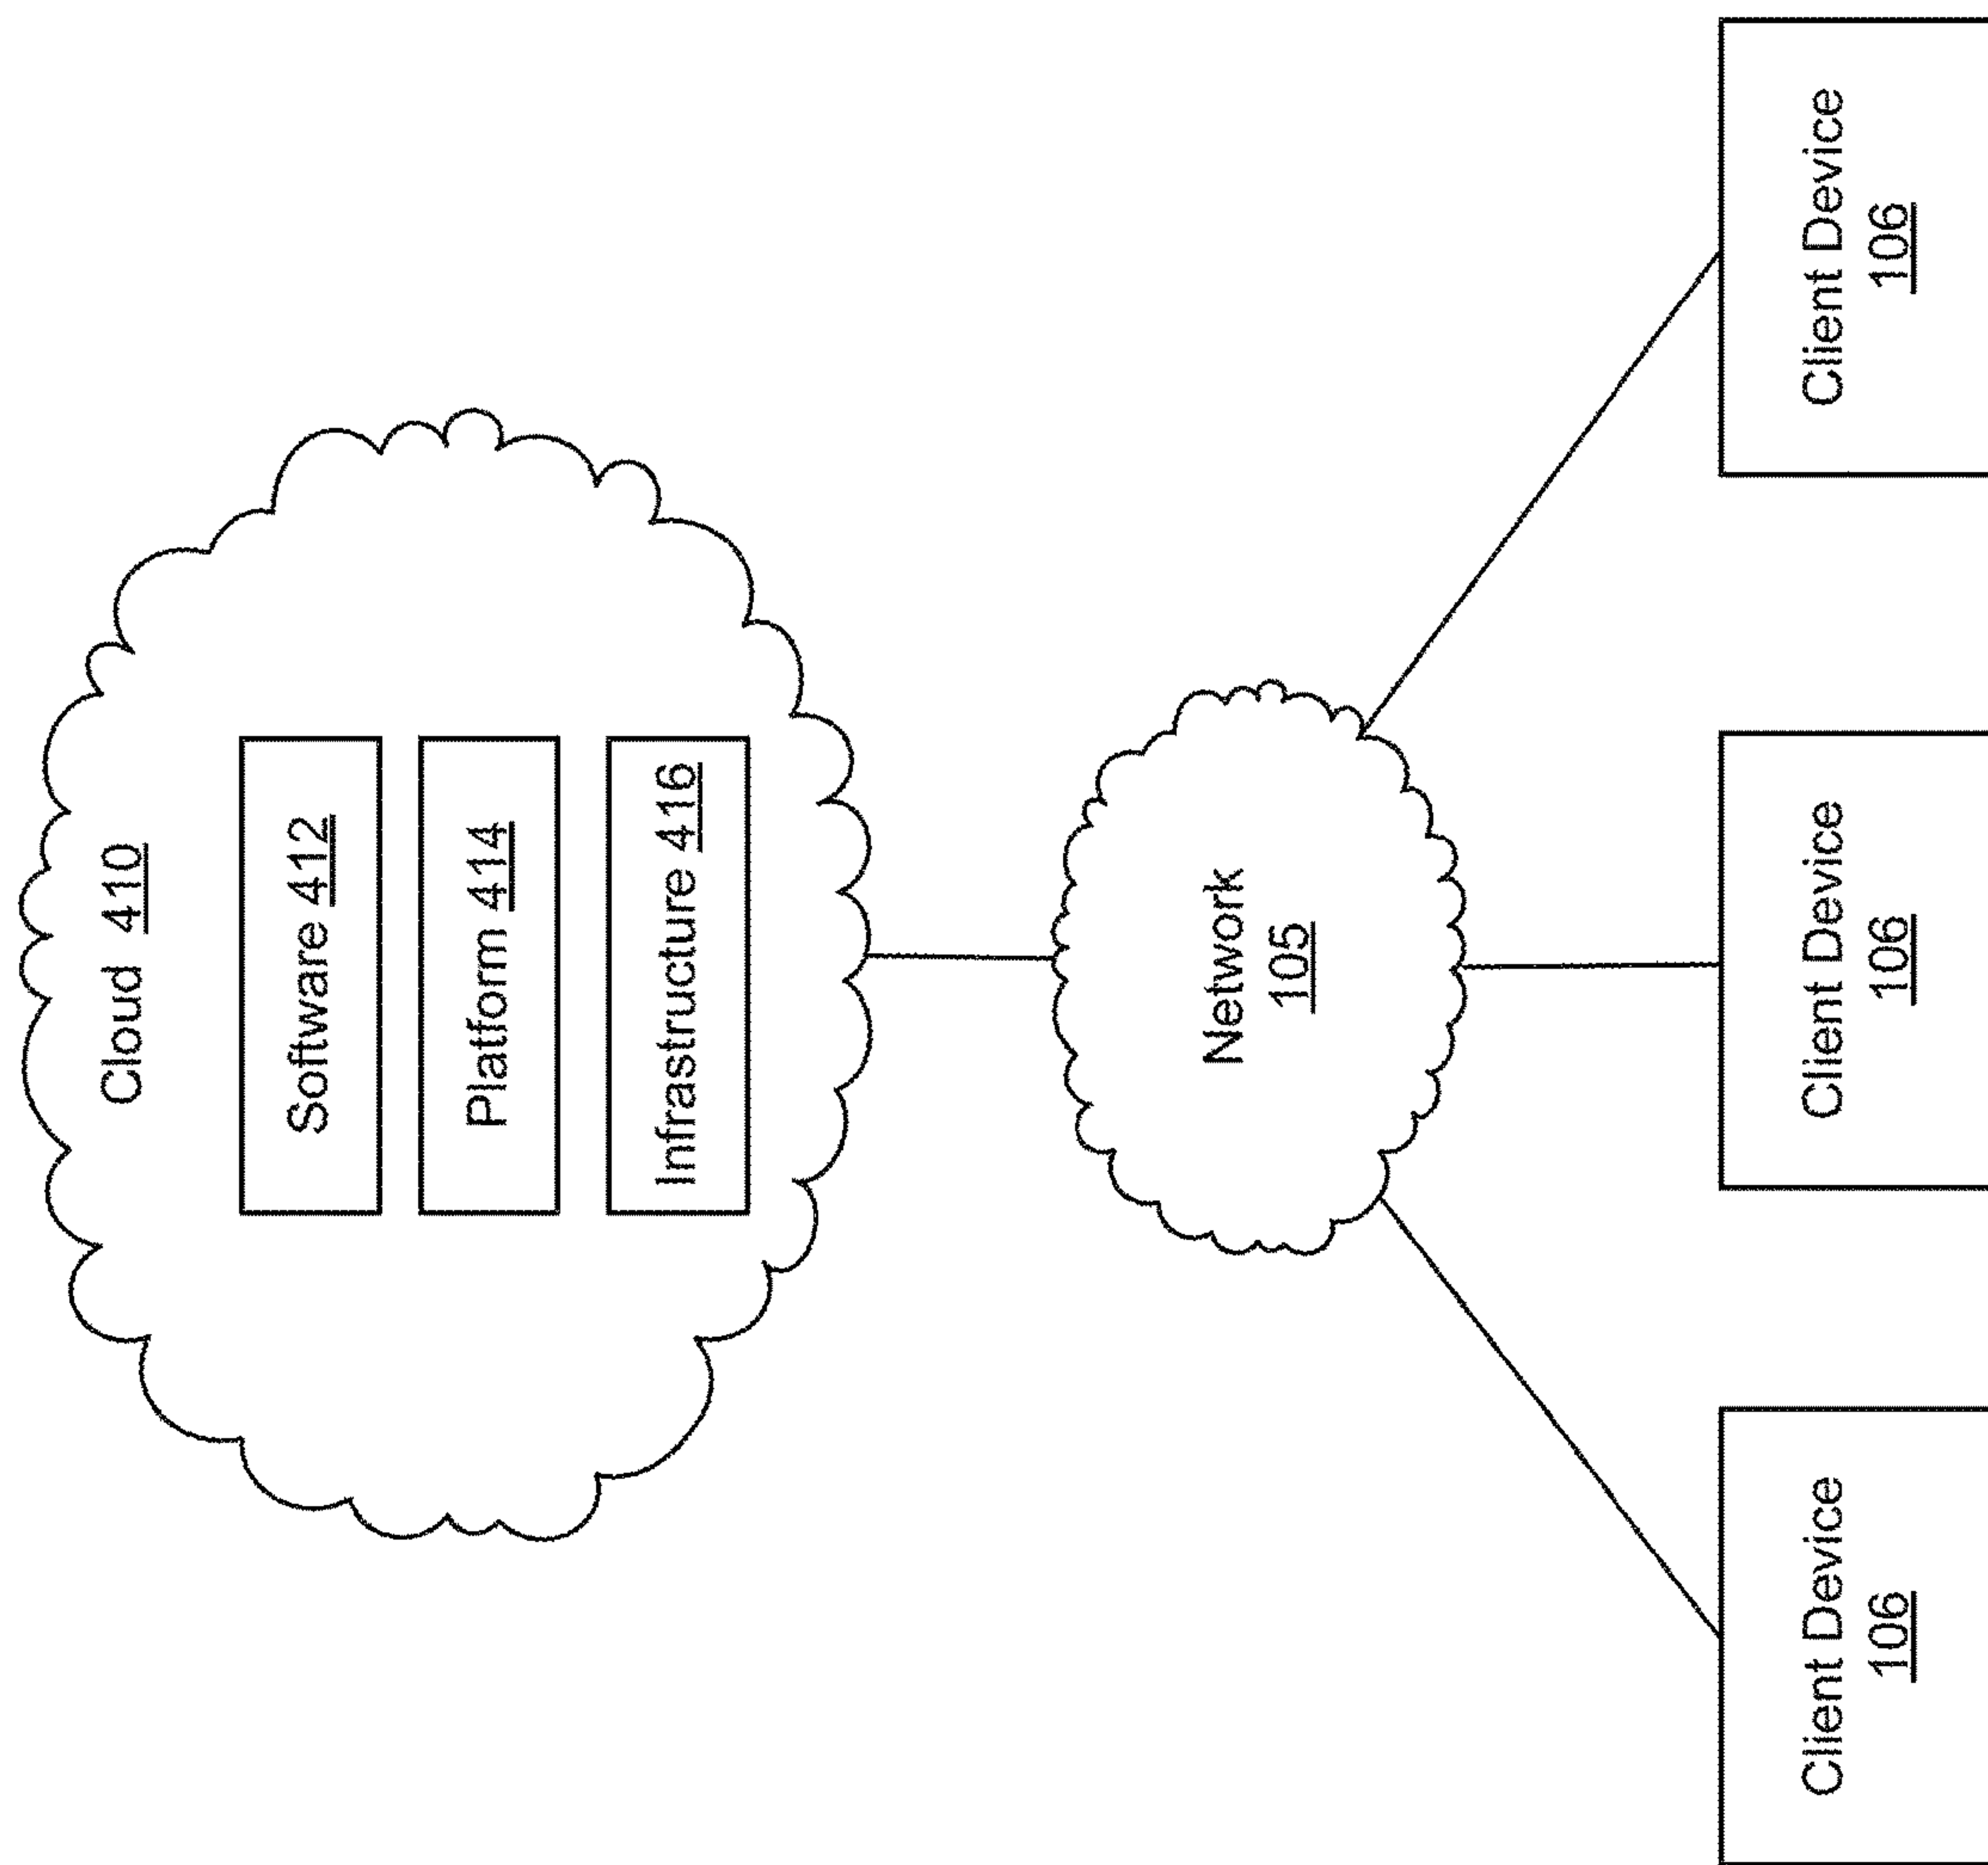 Cloud 410
Software 412
Platform 414
Infrastructure 416
Network
105
Client Device
106
Client Device
106
Client Device
106